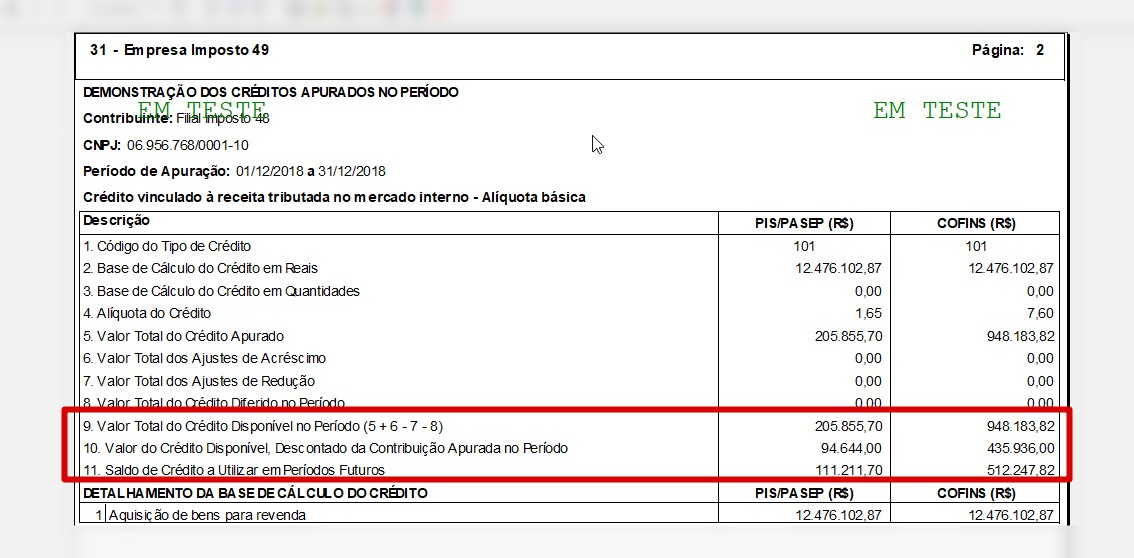 31 - Empresa Imposto 49 Página: 2
DEMONSTRAÇÃO DOS CRÉDITOS APURADOS NO PERÍODO
EM TESTE EM TESTE
Contribuinte: Filial Imposto 48
CNPJ: 06.956.768/0001-10
Período de Apuração: 01/12/2018 a 31/12/2018
Crédito vinculado à receita tributada no mercado interno - Alíquota básica
Descrição PIS/PASEP (R$) COFINS (R$)
1. Código do Tipo de Crédito 101 101
2. Base de Cálculo do Crédito em Reais 12.476.102,87 12.476.102,87
3. Base de Cálculo do Crédito em Quantidades 0,00 0,00
4. Alíquota do Crédito 1,65 7,60
5. Valor Total do Crédito Apurado 205.855,70 948.183,82
6. Valor Total dos Ajustes de Acréscimo 0,00 0,00
7. Valor Total dos Ajustes de Redução 0,00 0,00
8. Valor Total do Crédito Diferido no Período 0,00 0,00
9. Valor Total do Crédito Disponível no Período (5 + 6 - 7 - 8) 205.855,70 948.183,82
10. Valor do Crédito Disponível, Descontado da Contribuição Apurada no Período 94.644,00 435.936,00
11. Saldo de Crédito a Utilizar em Períodos Futuros 111.211,70 512.247,82
DETALHAMENTO DA BASE DE CÁLCULO DO CRÉDITO PIS/PASEP (R$) COFINS (R$)
1 Aquisição de bens para revenda 12.476.102,87 12.476.102,87